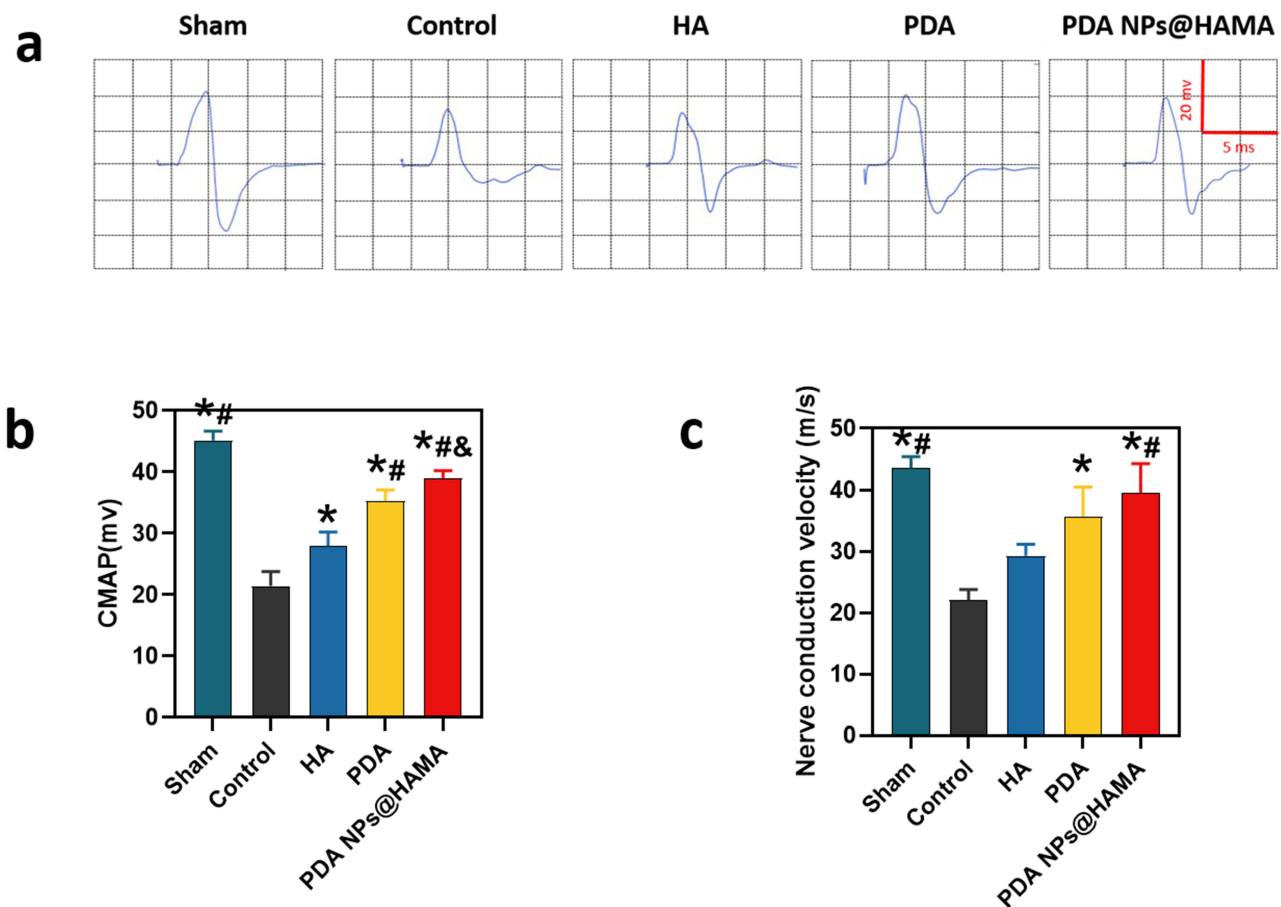 a
Sham
Control
HA
PDA
PDA NPs@HAMA
20 mv
5 ms
b
CMAP(mv)
50
40
30
20
10
0
*#
*
*#
*#&
Sham
Control
HA
PDA
PDA NPs@HAMA
c
Nerve conduction velocity (m/s)
50
40
30
20
10
0
*#
*
*#
Sham
Control
HA
PDA
PDA NPs@HAMA